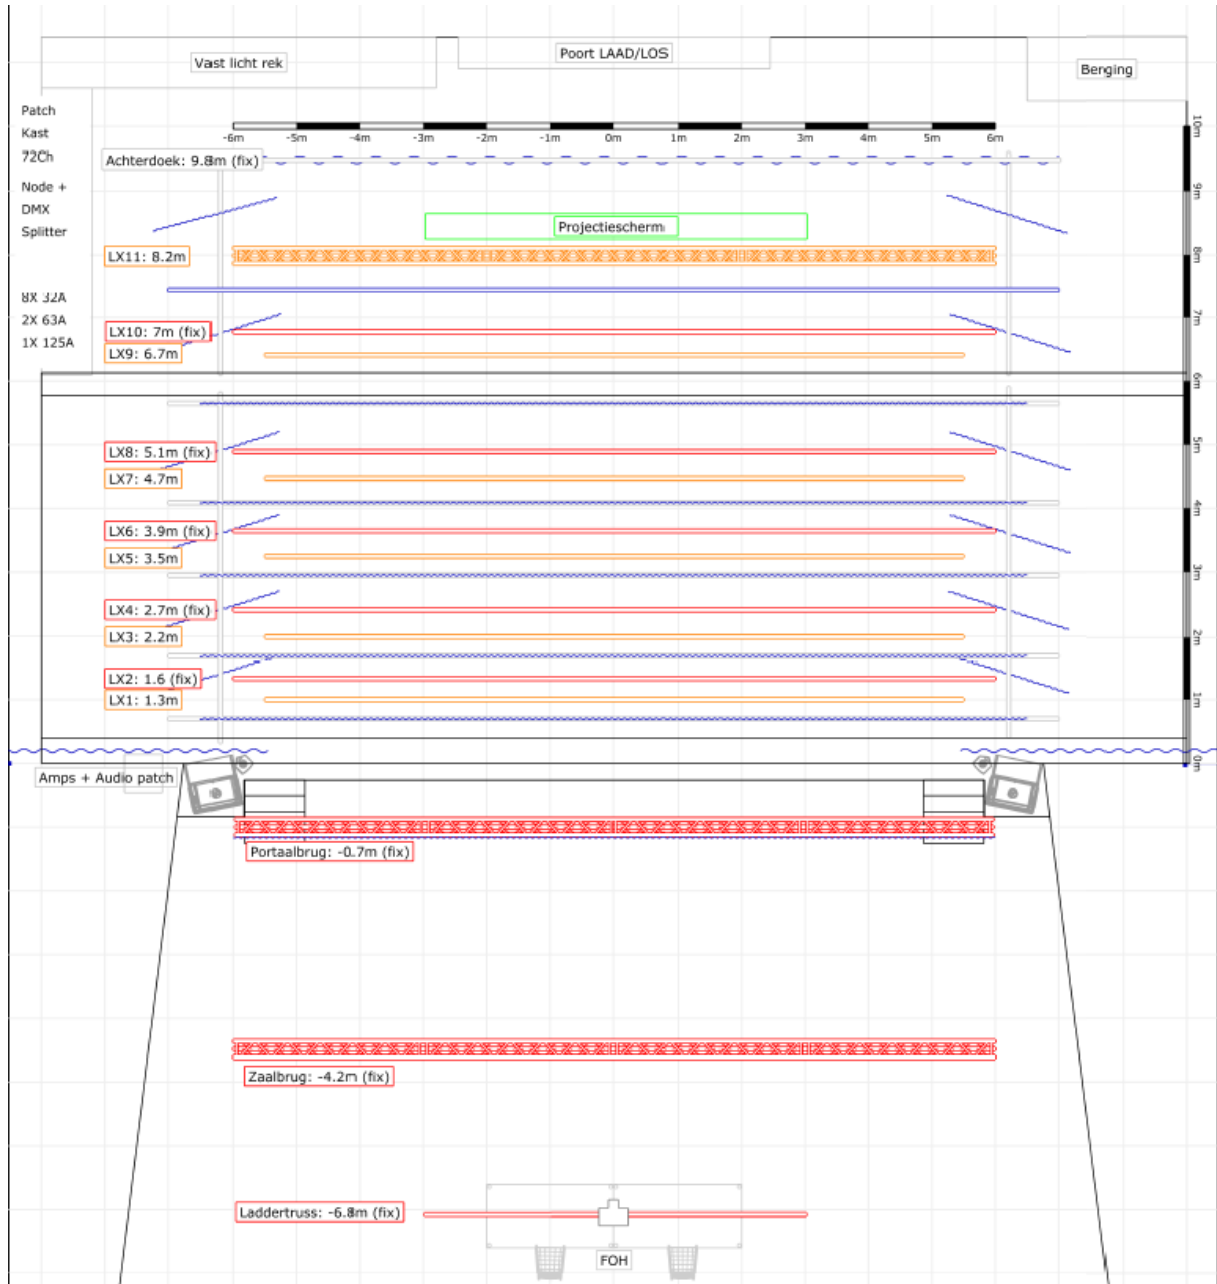 Poort LAAD/LOS
Vast licht rek
Berging
Patch
Kast
72Ch
Node +
DMX
Splitter
8X 32A
2X 63A
1X 125A
-6m -5m -4m -3m -2m -1m 0m 1m 2m 3m 4m 5m 6m
10m
9m
8m
7m
6m
5m
4m
3m
2m
1m
0m
Achterdoek: 9.8m (fix)
Projectiescherm
LX11: 8.2m
LX10: 7m (fix)
LX9: 6.7m
LX8: 5.1m (fix)
LX7: 4.7m
LX6: 3.9m (fix)
LX5: 3.5m
LX4: 2.7m (fix)
LX3: 2.2m
LX2: 1.6 (fix)
LX1: 1.3m
Amps + Audio patch
Portaalbrug: -0.7m (fix)
Zaalbrug: -4.2m (fix)
Laddertruss: -6.8m (fix)
FOH